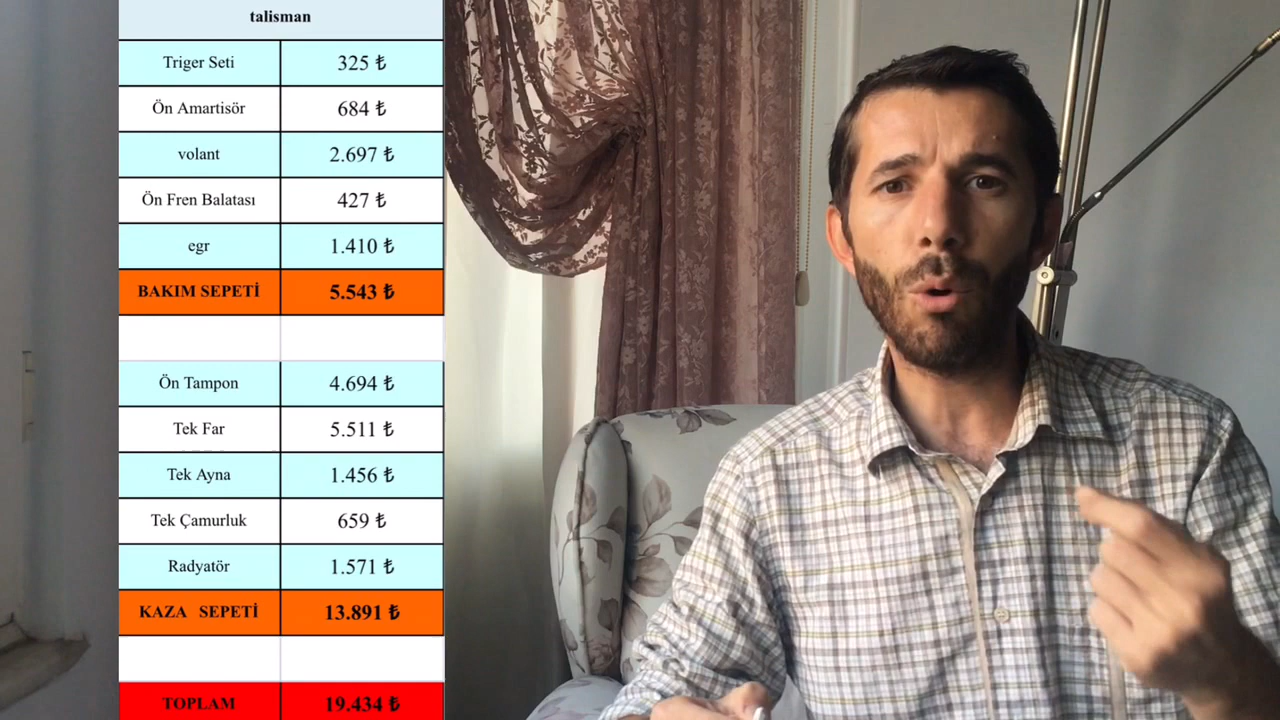 talisman
Triger Seti 325 ₺
Ön Amartisör 684 ₺
volant 2.697 ₺
Ön Fren Balatası 427 ₺
egr 1.410 ₺
BAKIM SEPETİ 5.543 ₺
Ön Tampon 4.694 ₺
Tek Far 5.511 ₺
Tek Ayna 1.456 ₺
Tek Çamurluk 659 ₺
Radyatör 1.571 ₺
KAZA SEPETİ 13.891 ₺
TOPLAM 19.434 ₺